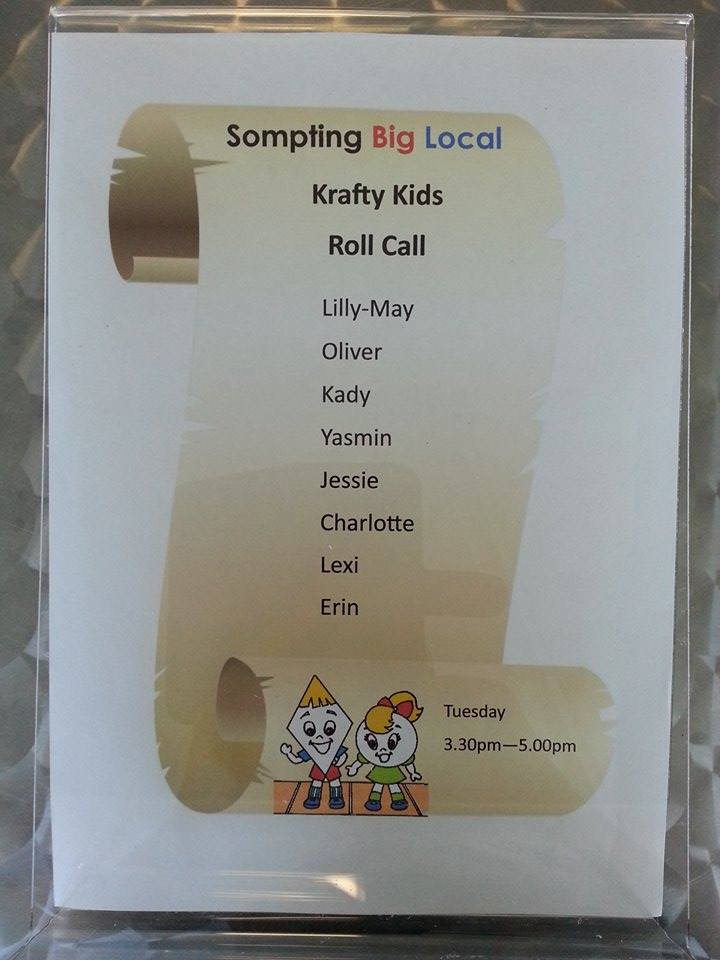 Sompting Big Local
Krafty Kids
Roll Call
Lilly-May
Oliver
Kady
Yasmin
Jessie
Charlotte
Lexi
Erin
Tuesday
3.30pm—5.00pm